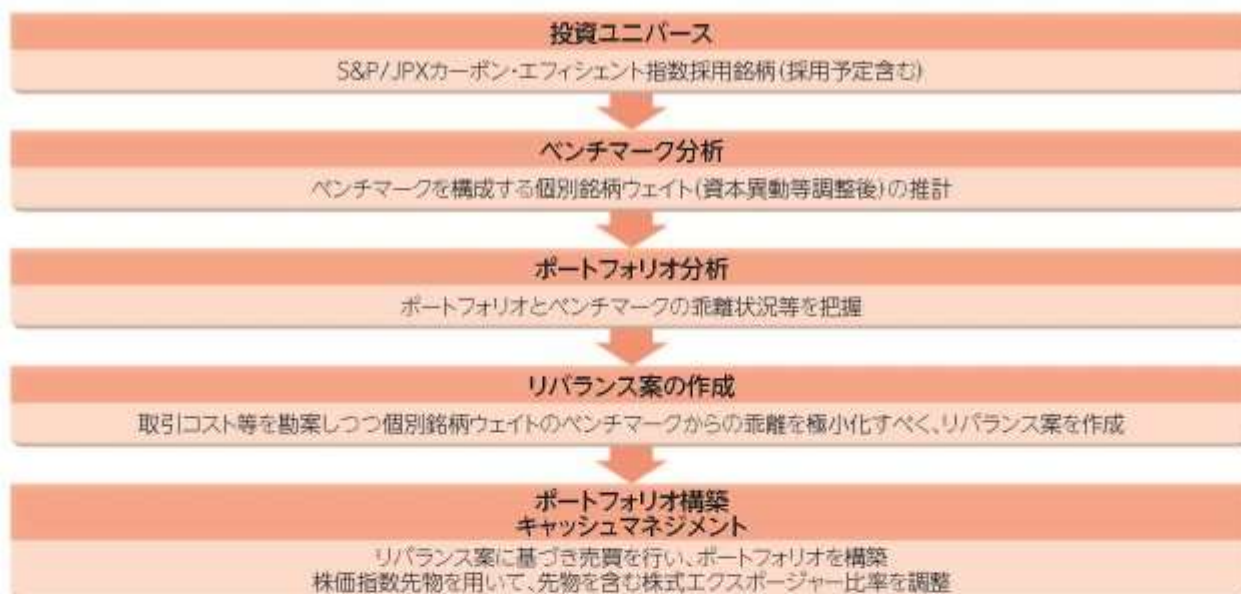 投資ユニバース
S&P/JPXカーボン・エフィシェント指数採用銘柄(採用予定含む)
ベンチマーク分析
ベンチマークを構成する個別銘柄ウェイト(資本異動等調整後)の推計
ポートフォリオ分析
ポートフォリオとベンチマークの乖離状況等を把握
リバランス案の作成
取引コスト等を勘案しつつ個別銘柄ウェイトのベンチマークからの乖離を極小化すべく、リバランス案を作成
ポートフォリオ構築
キャッシュマネジメント
リバランス案に基づき売買を行い、ポートフォリオを構築
株価指数先物を用いて、先物を含む株式エクスポージャー比率を調整